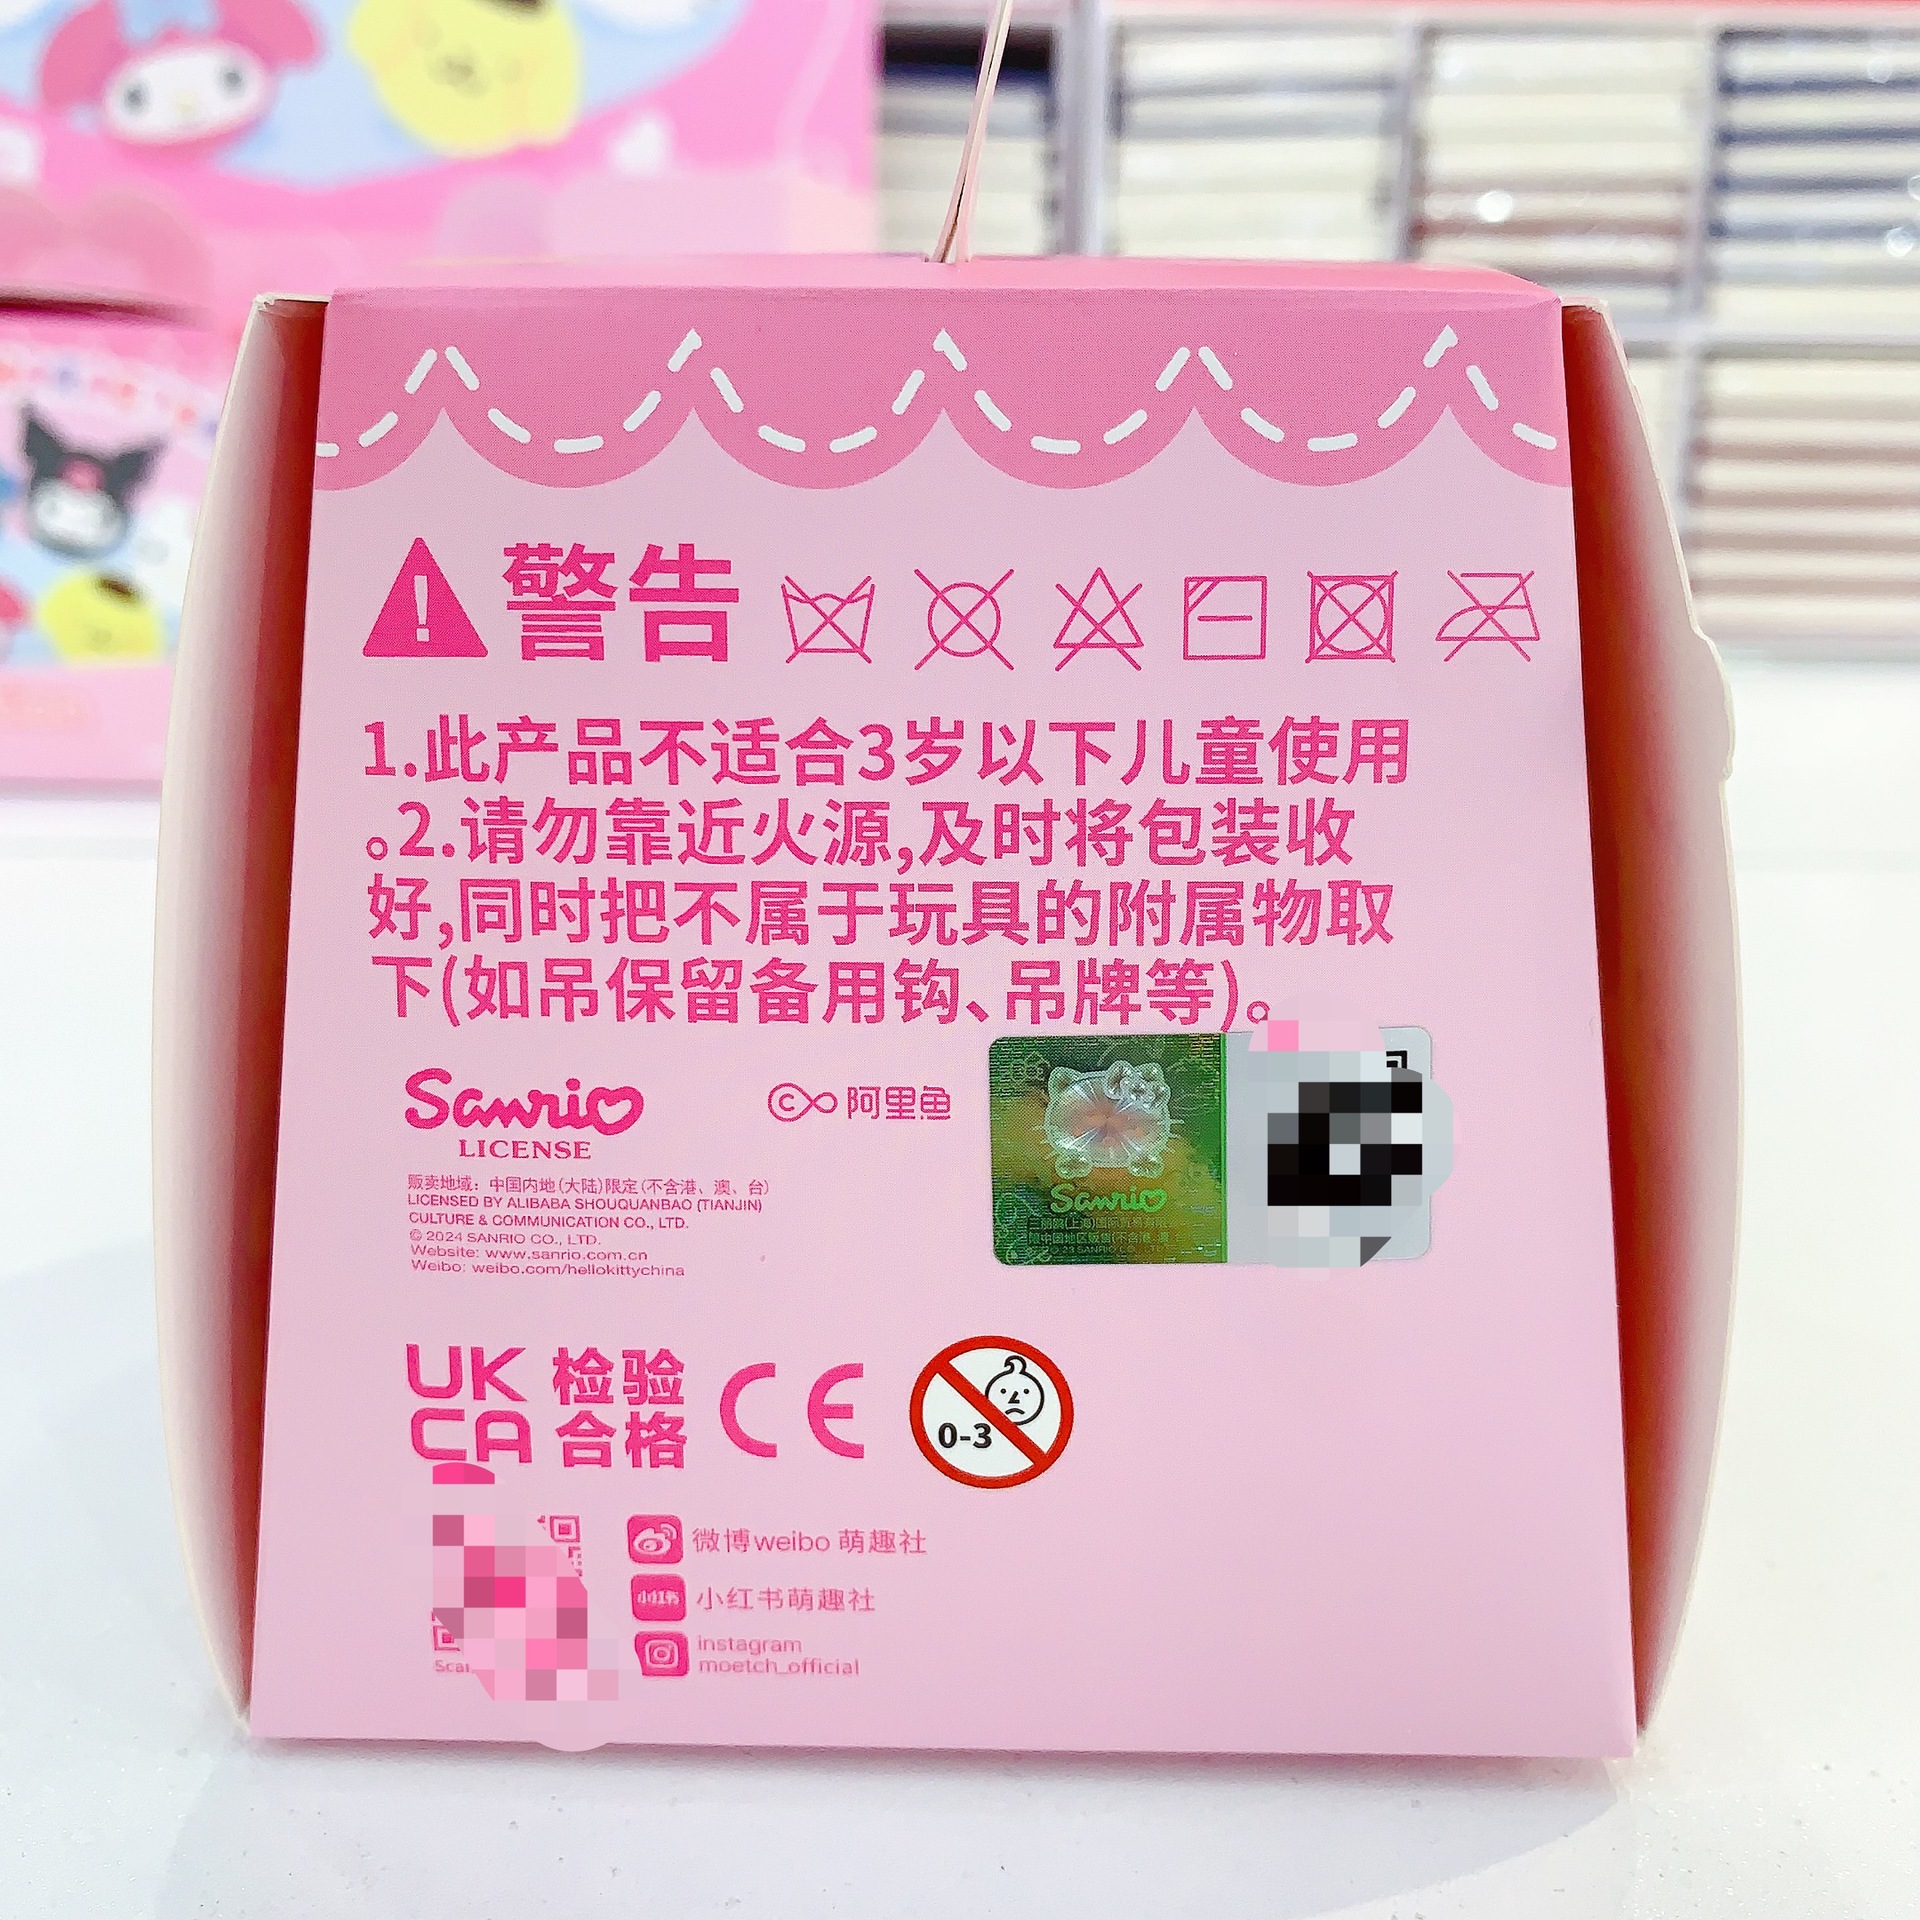 警告
1.此产品不适合3岁以下儿童使用
。2.请勿靠近火源,及时将包装收
好,同时把不属于玩具的附属物取
下(如吊保留备用钩、吊牌等)。
Sanrio
LICENSE
阿里鱼
贩卖地域：中国内地(大陆)限定(不含港、澳、台)
LICENSED BY ALIBABA SHOUQUANBAO (TIANJIN)
CULTURE & COMMUNICATION CO., LTD.
© 2024 SANRIO CO., LTD.
Website: www.sanrio.com.cn
Weibo: weibo.com/hellokittychina
Sanrio
UK
CA
检验
合格
CE
0-3
微博weibo 萌趣社
小红书
小红书萌趣社
instagram
moetch_official